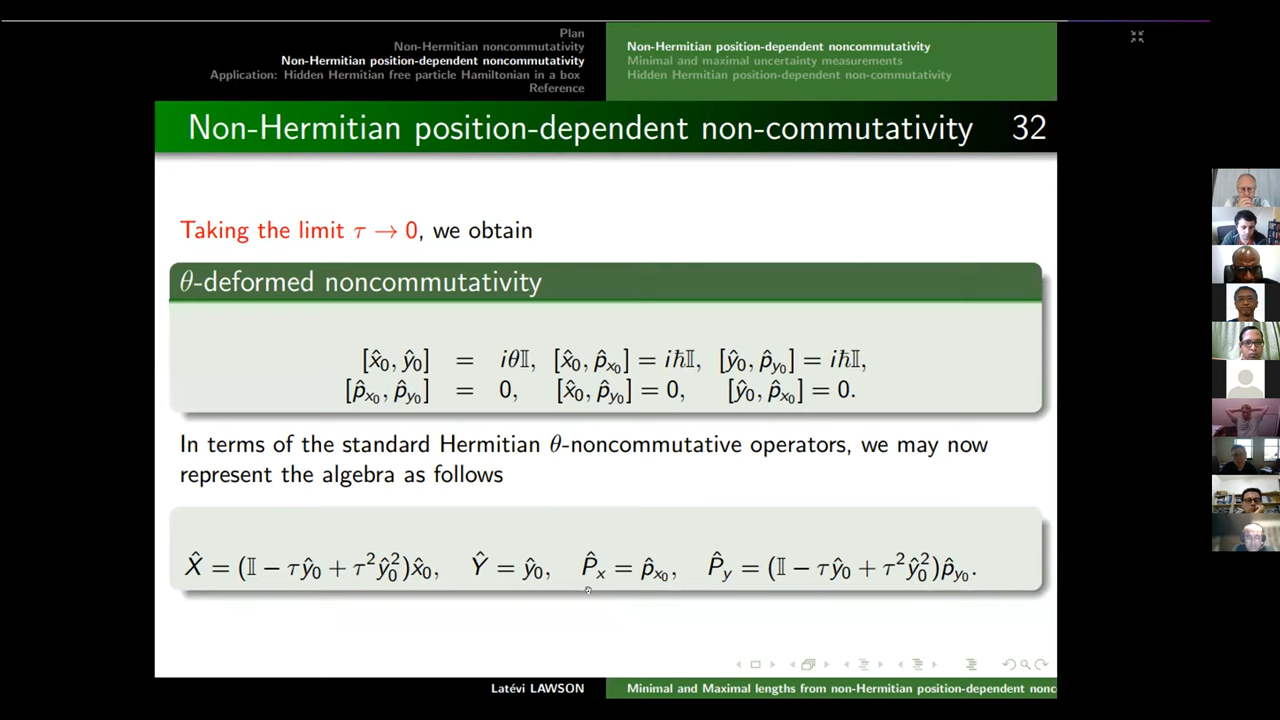 Plan
Non-Hermitian noncommutativity
Non-Hermitian position-dependent noncommutativity
Application: Hidden Hermitian free particle Hamiltonian in a box
Reference
Non-Hermitian position-dependent noncommutativity
Minimal and maximal uncertainty measurements
Hidden Hermitian position-dependent non-commutativity
Non-Hermitian position-dependent non-commutativity 32
Taking the limit τ → 0, we obtain
θ-deformed noncommutativity
[x̂₀, ŷ₀] = iθ𝕀, [x̂₀, p̂ₓ₀] = iħ𝕀, [ŷ₀, p̂_y₀] = iħ𝕀,
[p̂ₓ₀, p̂_y₀] = 0, [x̂₀, p̂_y₀] = 0, [ŷ₀, p̂ₓ₀] = 0.
In terms of the standard Hermitian θ-noncommutative operators, we may now
represent the algebra as follows
X̂ = (𝕀 − τŷ₀ + τ²ŷ₀²)x̂₀, Ŷ = ŷ₀, P̂ₓ = p̂ₓ₀, P̂_y = (𝕀 − τŷ₀ + τ²ŷ₀²)p̂_y₀.
Latévi LAWSON
Minimal and Maximal lengths from non-Hermitian position-dependent nonc